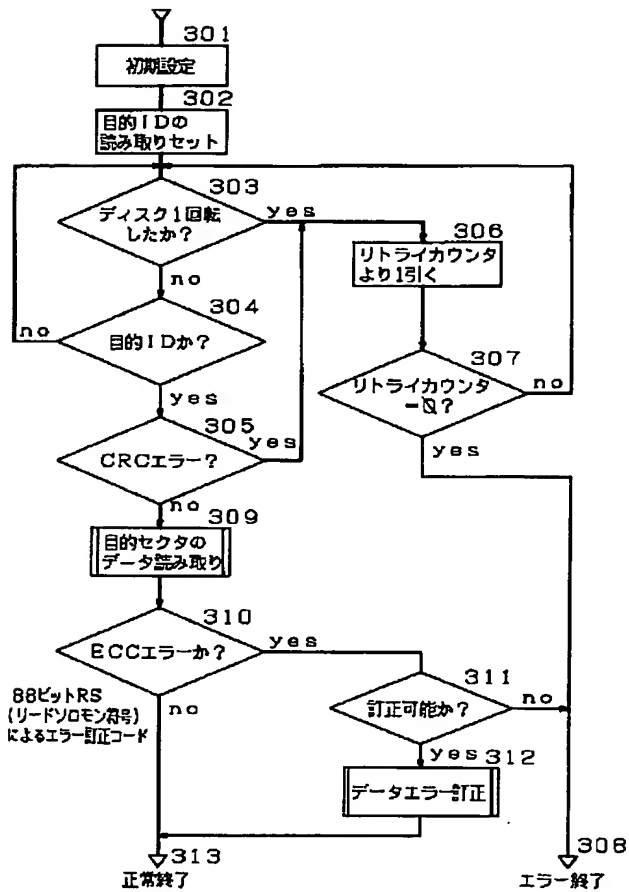 301
初期設定
302
目的IDの
読み取りセット
303
ディスク1回転
したか?
yes
no
304
目的IDか?
no
yes
305
CRCエラー?
yes
no
306
リトライカウンタ
より1引く
307
リトライカウンタ
=0?
no
yes
309
目的セクタの
データ読み取り
310
ECCエラーか?
yes
no
88ビットRS
(リードソロモン符号)
によるエラー訂正コード
311
訂正可能か?
no
yes
312
データエラー訂正
313
正常終了
308
エラー終了